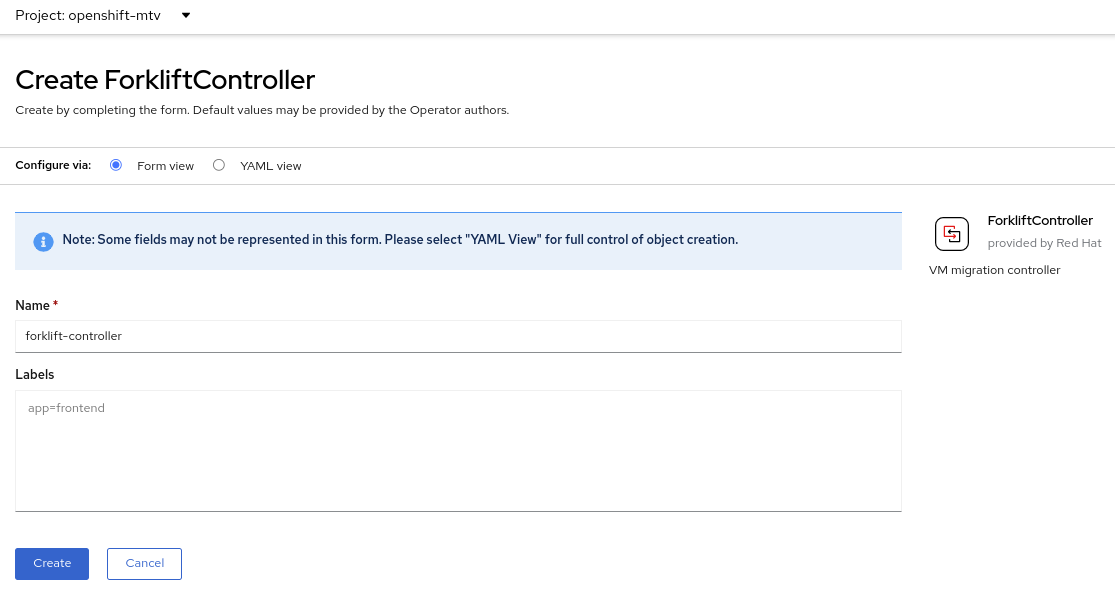 Project: openshift-mtv
Create ForkliftController
Create by completing the form. Default values may be provided by the Operator authors.
Configure via: Form view YAML view
Note: Some fields may not be represented in this form. Please select "YAML View" for full control of object creation.
ForkliftController
provided by Red Hat
VM migration controller
Name *
forklift-controller
Labels
app=frontend
Create Cancel